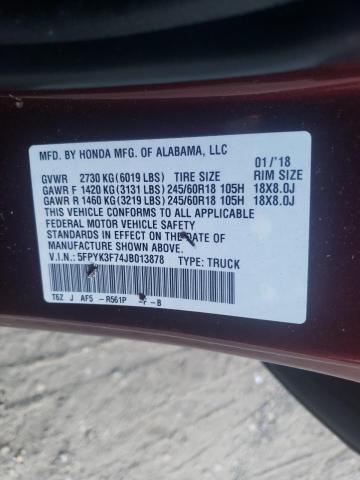 MFD. BY HONDA MFG. OF ALABAMA, LLC 01/'18
GVWR 2730 KG(6019 LBS) TIRE SIZE RIM SIZE
GAWR F 1420 KG(3131 LBS) 245/60R18 105H 18X8.0J
GAWR R 1460 KG(3219 LBS) 245/60R18 105H 18X8.0J
THIS VEHICLE CONFORMS TO ALL APPLICABLE
FEDERAL MOTOR VEHICLE SAFETY
STANDARDS IN EFFECT ON THE DATE OF
MANUFACTURE SHOWN ABOVE.
V.I.N.: 5FPYK3F74JB013878 TYPE: TRUCK
T6Z J AF5 - R561P - B